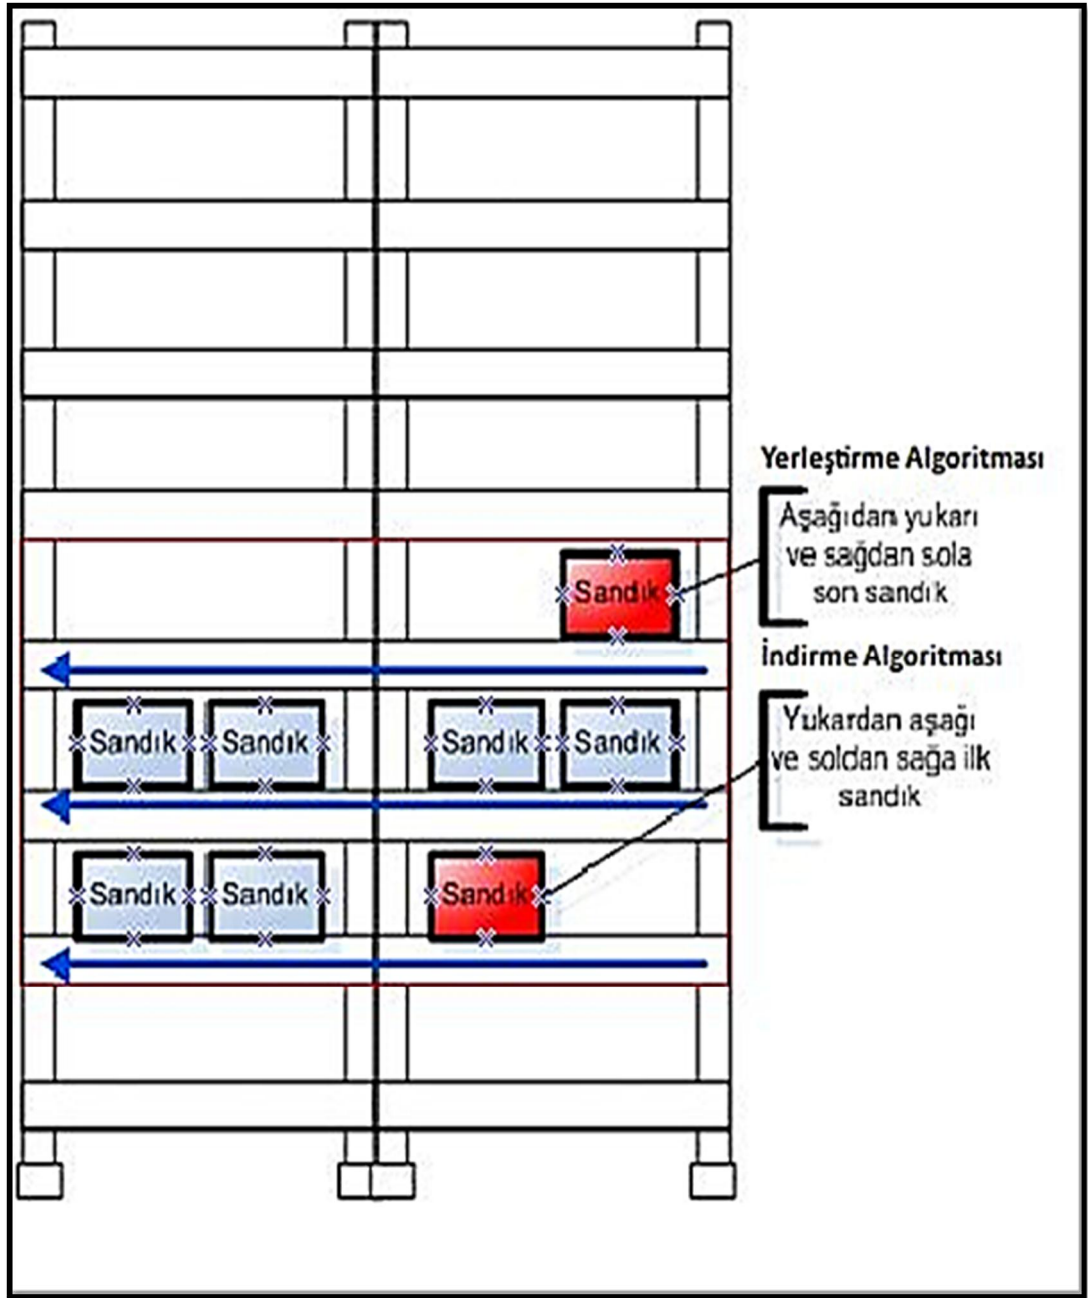 Yerleştirme Algoritması
Aşağıdan yukarı
ve sağdan sola
son sandık
Sandık
İndirme Algoritması
Yukardan aşağı
ve soldan sağa ilk
sandık
Sandık Sandık Sandık Sandık
Sandık Sandık Sandık